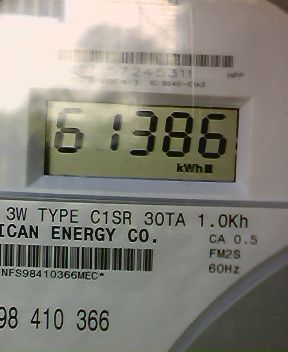 57245311
61386
kWh
3W TYPE C1SR 30TA 1.0Kh
ICAN ENERGY CO.
CA 0.5
FM2S
60Hz
NFS98410366MEC*
98 410 366